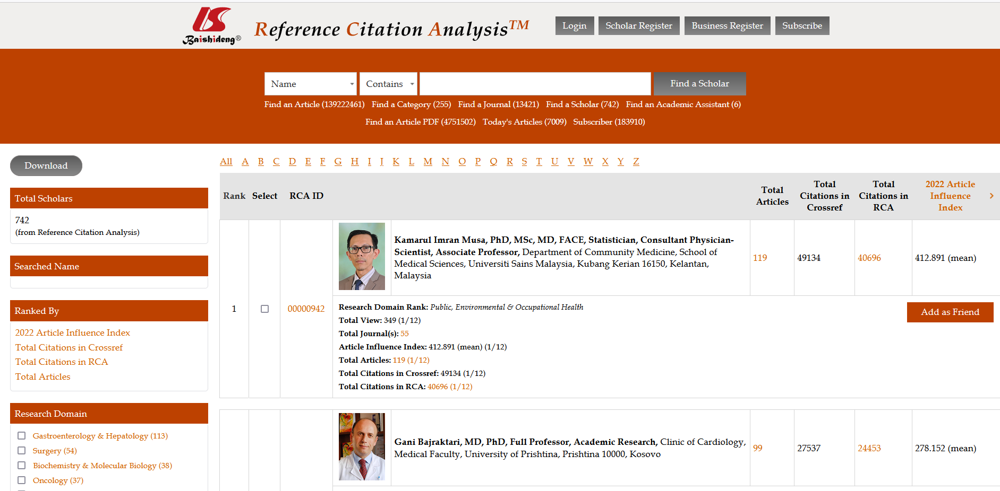 Baishideng®
Reference Citation Analysis™
Login
Scholar Register
Business Register
Subscribe
Name
Contains
Find a Scholar
Find an Article (139222461) Find a Category (255) Find a Journal (13421) Find a Scholar (742) Find an Academic Assistant (6)
Find an Article PDF (4751502) Today's Articles (7009) Subscriber (183910)
Download
Total Scholars
742
(from Reference Citation Analysis)
Searched Name
Ranked By
2022 Article Influence Index
Total Citations in Crossref
Total Citations in RCA
Total Articles
Research Domain
Gastroenterology & Hepatology (113)
Surgery (54)
Biochemistry & Molecular Biology (38)
Oncology (37)
All A B C D E F G H I J K L M N O P Q R S T U V W X Y Z
Rank Select RCA ID
Total
Articles
Total
Citations in
Crossref
Total
Citations in
RCA
2022 Article
Influence
Index
1
00000942
Kamarul Imran Musa, PhD, MSc, MD, FACE, Statistician, Consultant Physician-
Scientist, Associate Professor, Department of Community Medicine, School of
Medical Sciences, Universiti Sains Malaysia, Kubang Kerian 16150, Kelantan,
Malaysia
119
49134
40696
412.891 (mean)
Research Domain Rank: Public, Environmental & Occupational Health
Total View: 349 (1/12)
Total Journal(s): 55
Article Influence Index: 412.891 (mean) (1/12)
Total Articles: 119 (1/12)
Total Citations in Crossref: 49134 (1/12)
Total Citations in RCA: 40696 (1/12)
Add as Friend
Gani Bajraktari, MD, PhD, Full Professor, Academic Research, Clinic of Cardiology,
Medical Faculty, University of Prishtina, Prishtina 10000, Kosovo
99
27537
24453
278.152 (mean)